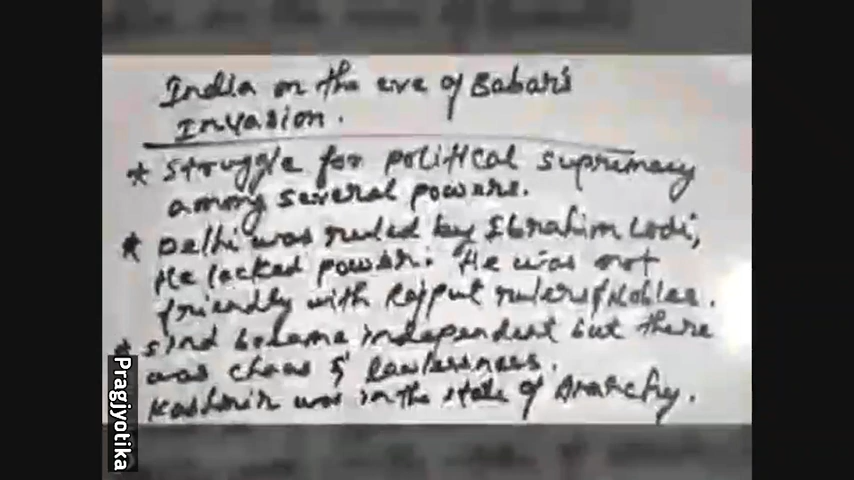 India on the eve of Babar's
Invasion.
* Struggle for political supremacy
among several powers.
* Delhi was ruled by Ibrahim Lodi,
He lacked power. He was not
friendly with Rajput rulers & Nobles.
* Sind became independent but there
was chaos & lawlessness.
Kashmir was in the state of Anarchy.
Pragjyotika